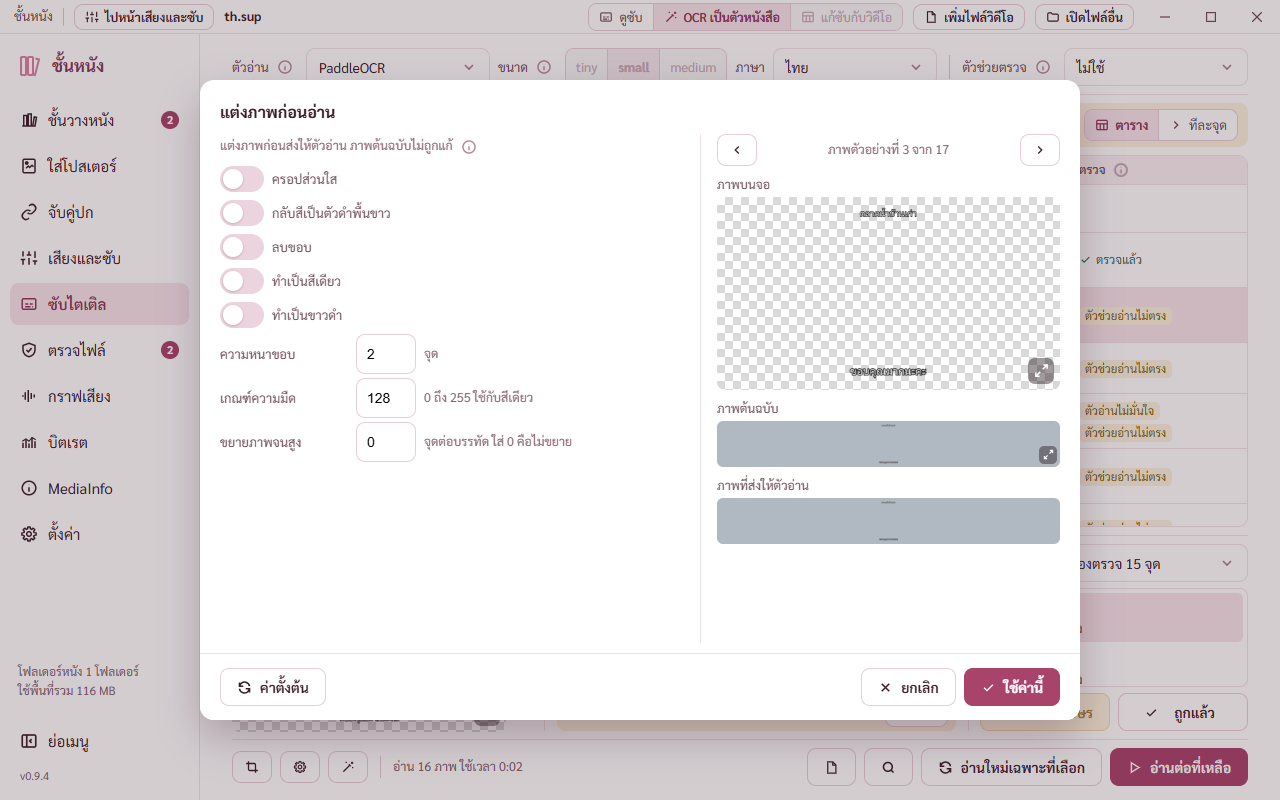 ชั้นหนัง
ไปหน้าเสียงและซับ
th.sup
ดูซับ
OCR เป็นตัวหนังสือ
แก้ซับกับวิดีโอ
เพิ่มไฟล์วิดีโอ
เปิดไฟล์อื่น
ชั้นหนัง
ตัวอ่าน
PaddleOCR
ขนาด
tiny
small
medium
ภาษา
ไทย
ตัวช่วยตรวจ
ไม่ใช้
ชั้นวางหนัง
2
ใส่โปสเตอร์
จับคู่ปก
เสียงและซับ
ซับไตเติล
ตรวจไฟล์
2
กราฟเสียง
บิตเรต
MediaInfo
ตั้งค่า
โฟลเดอร์หนัง 1 โฟลเดอร์
ใช้พื้นที่รวม 116 MB
ย่อเมนู
v0.9.4
แต่งภาพก่อนอ่าน
แต่งภาพก่อนส่งให้ตัวอ่าน ภาพต้นฉบับไม่ถูกแก้
ครอปส่วนใส
กลับสีเป็นตัวดำพื้นขาว
ลบขอบ
ทำเป็นสีเดียว
ทำเป็นขาวดำ
ความหนาขอบ
2
จุด
เกณฑ์ความมืด
128
0 ถึง 255 ใช้กับสีเดียว
ขยายภาพจนสูง
0
จุดต่อบรรทัด ใส่ 0 คือไม่ขยาย
ภาพตัวอย่างที่ 3 จาก 17
ภาพบนจอ
ขอบคุณมากนะคะ
ภาพต้นฉบับ
ภาพที่ส่งให้ตัวอ่าน
ค่าตั้งต้น
ยกเลิก
ใช้ค่านี้
ตาราง
ทีละจุด
ตรวจ
ตรวจแล้ว
ตัวช่วยอ่านไม่ตรง
ตัวช่วยอ่านไม่ตรง
ตัวอ่านไม่มั่นใจ
ตัวช่วยอ่านไม่ตรง
ตัวช่วยอ่านไม่ตรง
องตรวจ 15 จุด
ถูกแล้ว
อ่าน 16 ภาพ ใช้เวลา 0:02
อ่านใหม่เฉพาะที่เลือก
อ่านต่อที่เหลือ